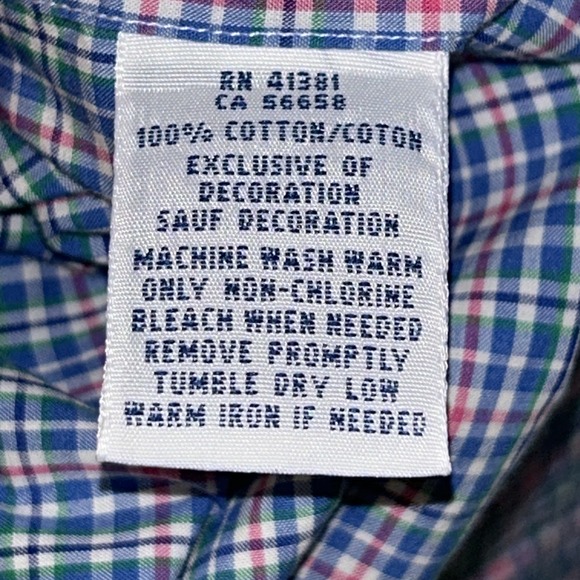 RN 41381
CA 56658
100% COTTON/COTON
EXCLUSIVE OF
DECORATION
SAUF DECORATION
MACHINE WASH WARM
ONLY NON-CHLORINE
BLEACH WHEN NEEDED
REMOVE PROMPTLY
TUMBLE DRY LOW
WARM IRON IF NEEDED